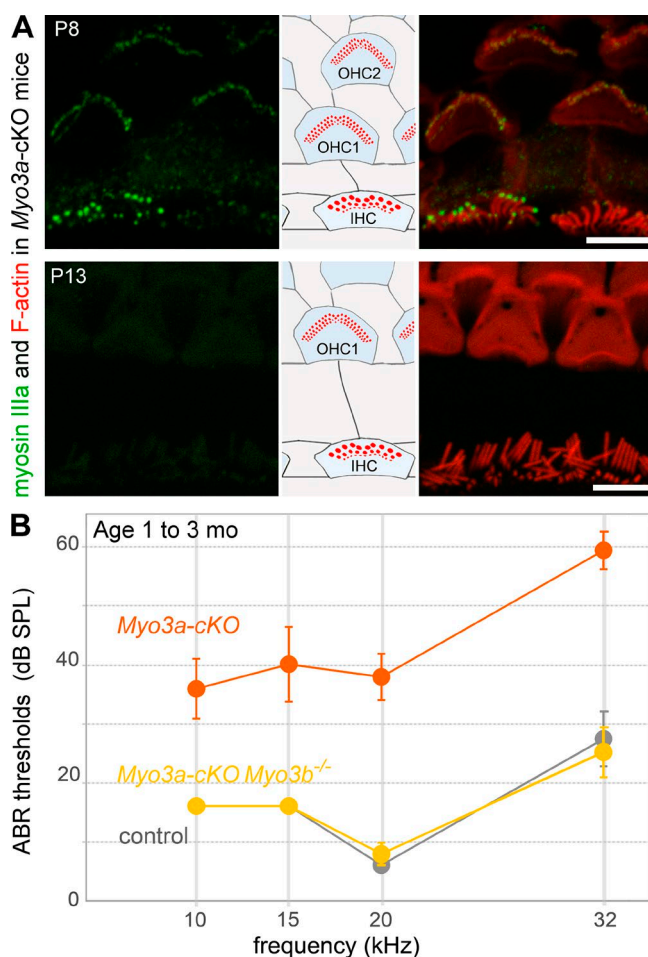 A
P8
myosin IIIa and F-actin in Myo3a-cKO mice
OHC2
OHC1
IHC
P13
OHC1
IHC
B
Age 1 to 3 mo
ABR thresholds (dB SPL)
60
40
20
0
Myo3a-cKO
Myo3a-cKO Myo3b⁻/⁻
control
10 15 20 32
frequency (kHz)